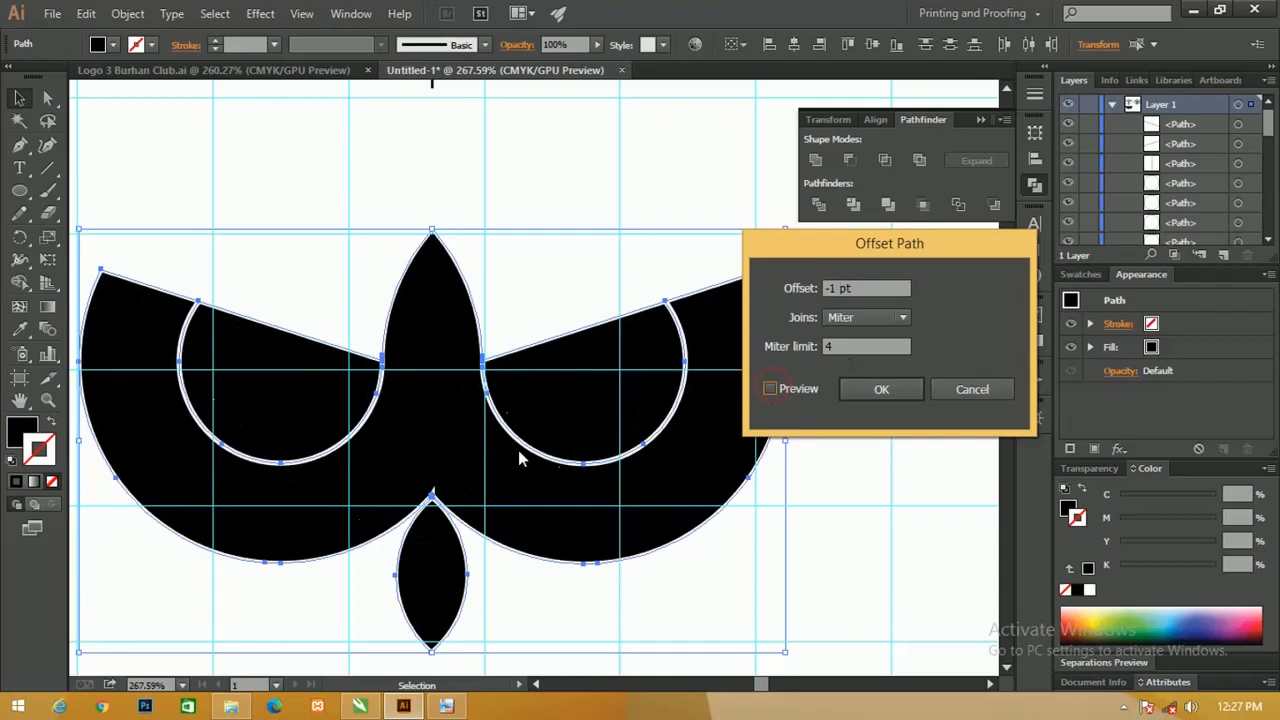 Ai File Edit Object Type Select Effect View Window Help Br St Printing and Proofing
Path Stroke: Basic Opacity: 100% Style: Transform
Logo 3 Burhan Club.ai @ 260.27% (CMYK/GPU Preview) × Untitled-1* @ 267.59% (CMYK/GPU Preview) ×
Layers Info Links Libraries Artboards
Layer 1
<Path>
<Path>
<Path>
<Path>
<Path>
<Path>
1 Layer
Transform Align Pathfinder
Shape Modes:
Expand
Pathfinders:
Offset Path
Offset: -1 pt
Joins: Miter
Miter limit: 4
Preview OK Cancel
Swatches Appearance
Path
Stroke:
Fill:
Opacity: Default
fx
Transparency Color
C %
M %
Y %
K %
Activate Windows
Go to PC settings to activate Windows.
Separations Preview
Document Info Attributes
267.59% 1 Selection
Ps Ai 12:27 PM